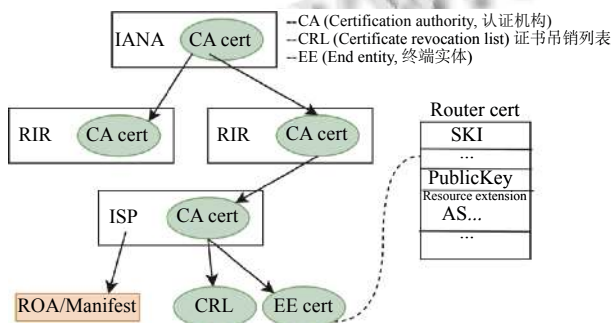 IANA
CA cert
--CA (Certification authority, 认证机构)
--CRL (Certificate revocation list) 证书吊销列表
--EE (End entity, 终端实体)
RIR
CA cert
RIR
CA cert
Router cert
SKI
...
PublicKey
Resource extension
AS...
...
ISP
CA cert
ROA/Manifest
CRL
EE cert